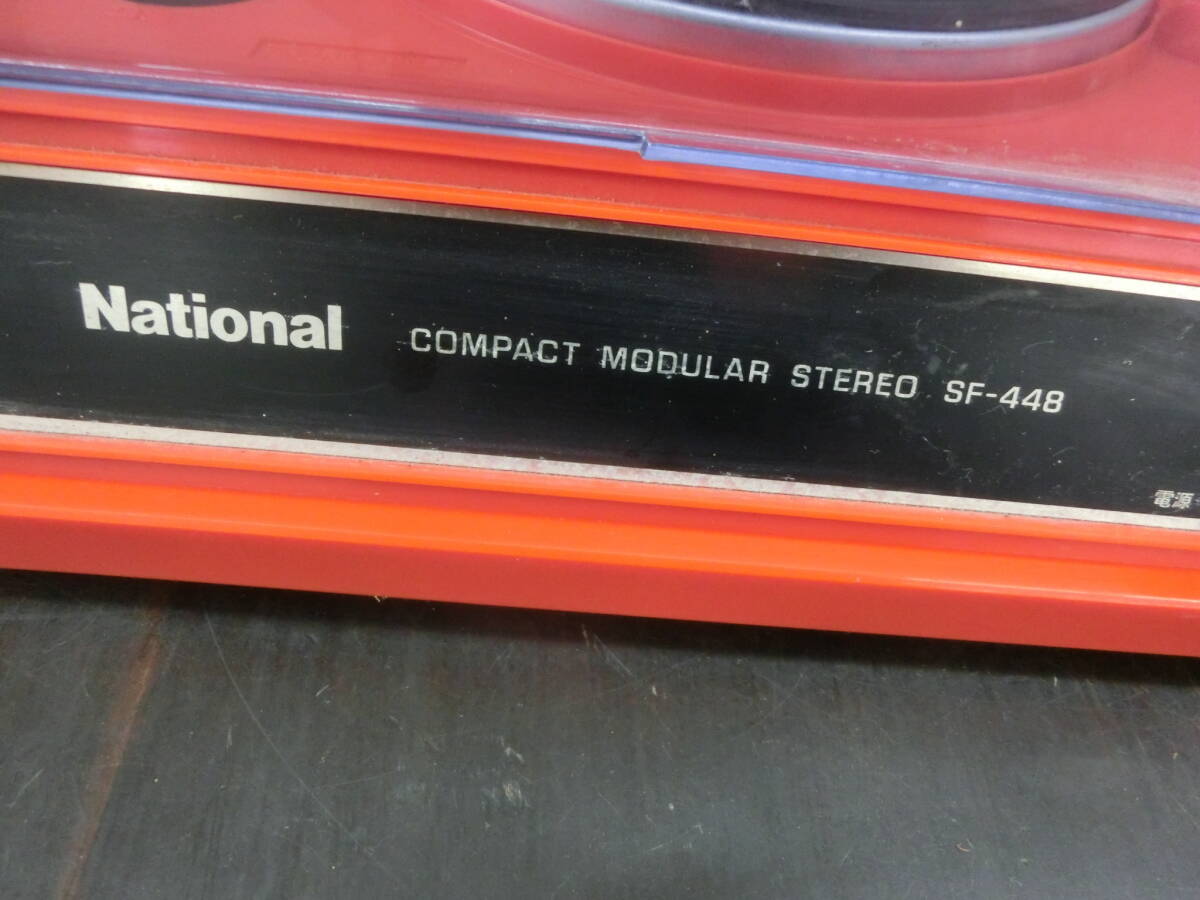 National COMPACT MODULAR STEREO SF-448
電源